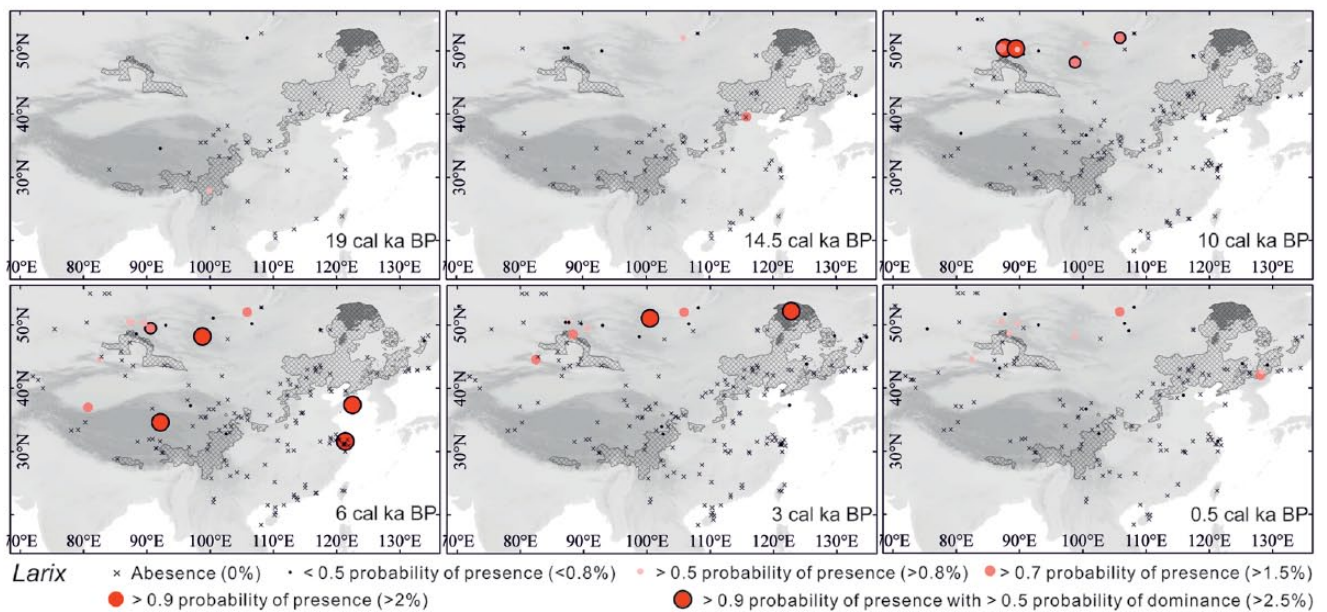 50°N
40°N
30°N
19 cal ka BP
14.5 cal ka BP
10 cal ka BP
70°E 80°E 90°E 100°E 110°E 120°E 130°E 70°E 80°E 90°E 100°E 110°E 120°E 130°E 70°E 80°E 90°E 100°E 110°E 120°E 130°E
50°N
40°N
30°N
6 cal ka BP
3 cal ka BP
0.5 cal ka BP
70°E 80°E 90°E 100°E 110°E 120°E 130°E 70°E 80°E 90°E 100°E 110°E 120°E 130°E 70°E 80°E 90°E 100°E 110°E 120°E 130°E
Larix × Abesence (0%) • < 0.5 probability of presence (<0.8%) > 0.5 probability of presence (>0.8%) > 0.7 probability of presence (>1.5%)
> 0.9 probability of presence (>2%) > 0.9 probability of presence with > 0.5 probability of dominance (>2.5%)